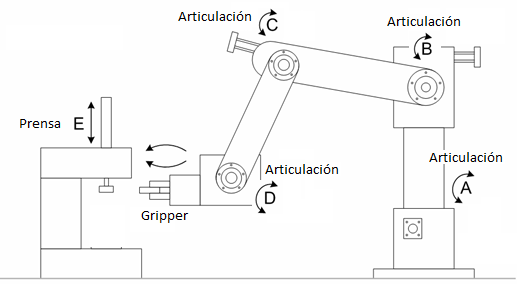 Articulación
C
Articulación
B
Prensa
E
Articulación
A
Articulación
D
Gripper